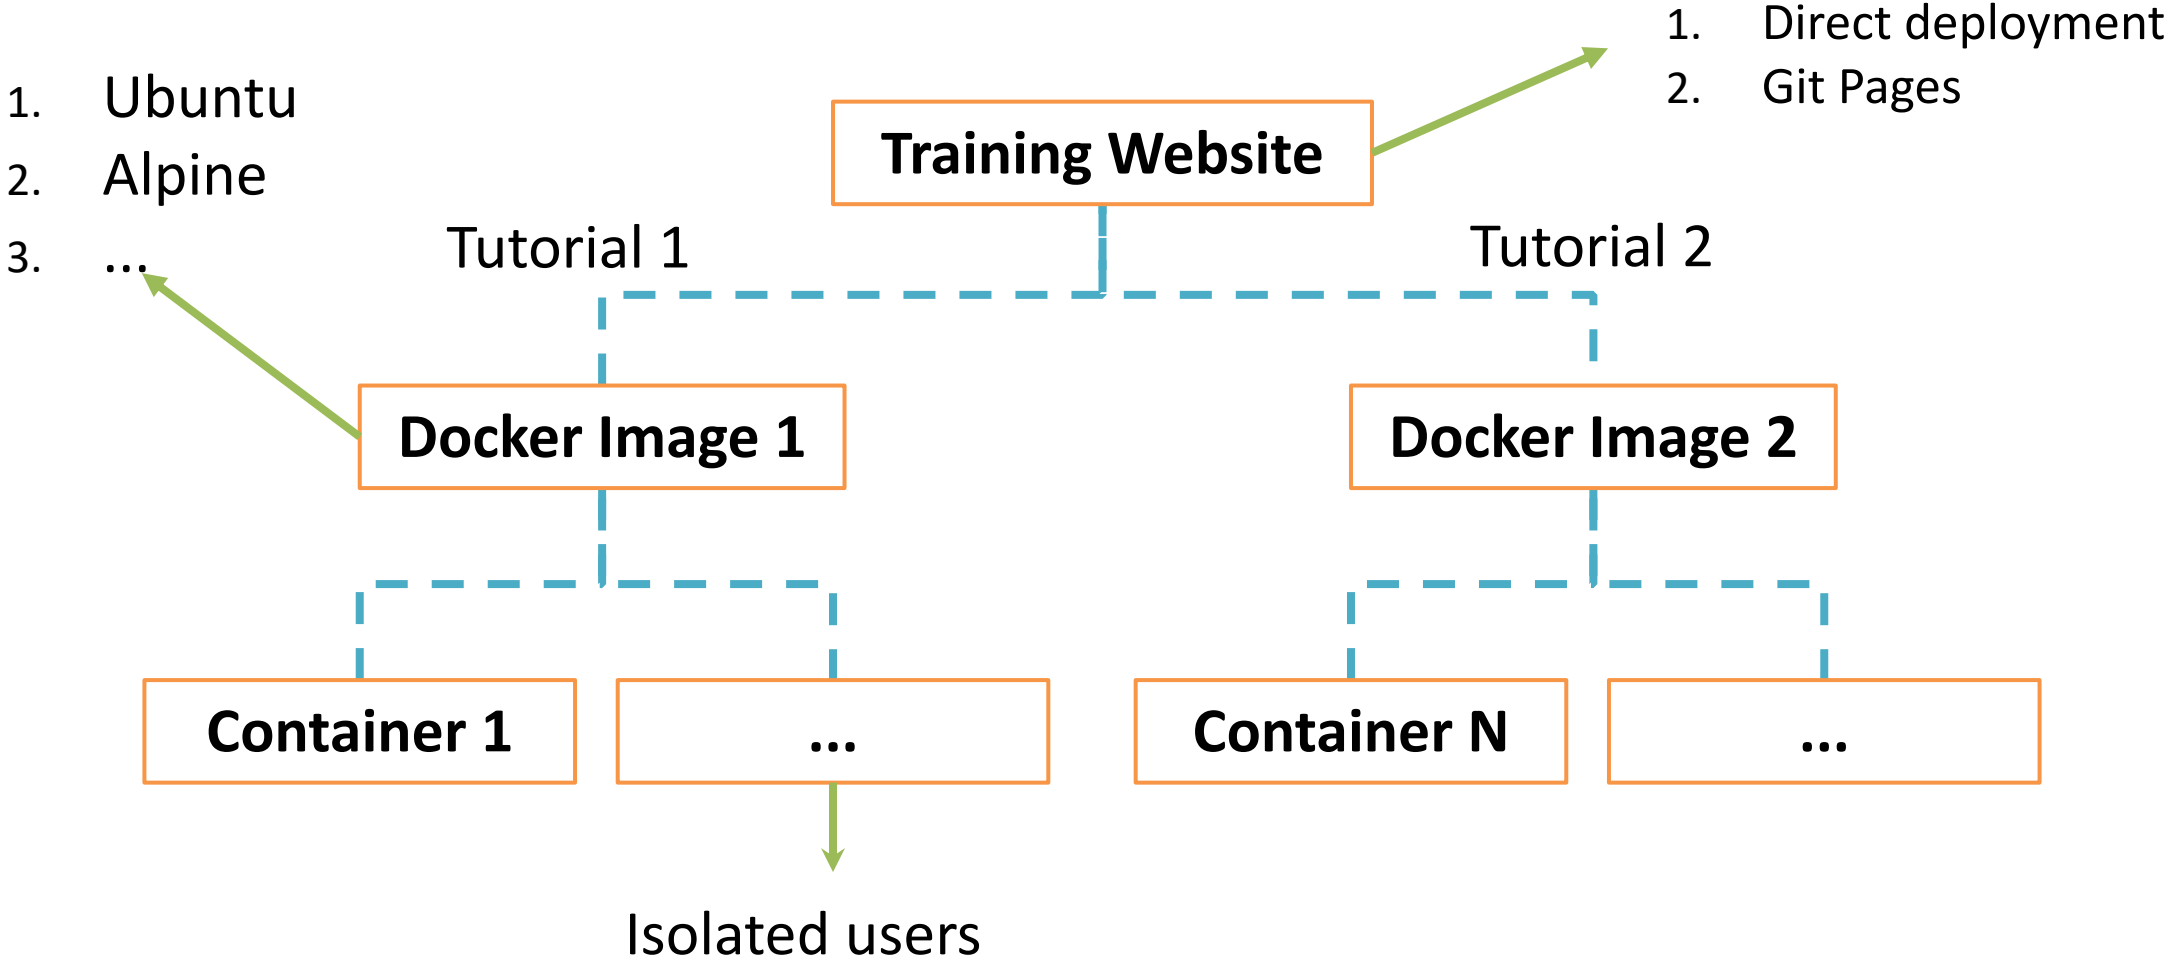 1. Direct deployment
2. Git Pages
1. Ubuntu
2. Alpine
3. ...
Training Website
Tutorial 1
Tutorial 2
Docker Image 1
Docker Image 2
Container 1
...
Container N
...
Isolated users